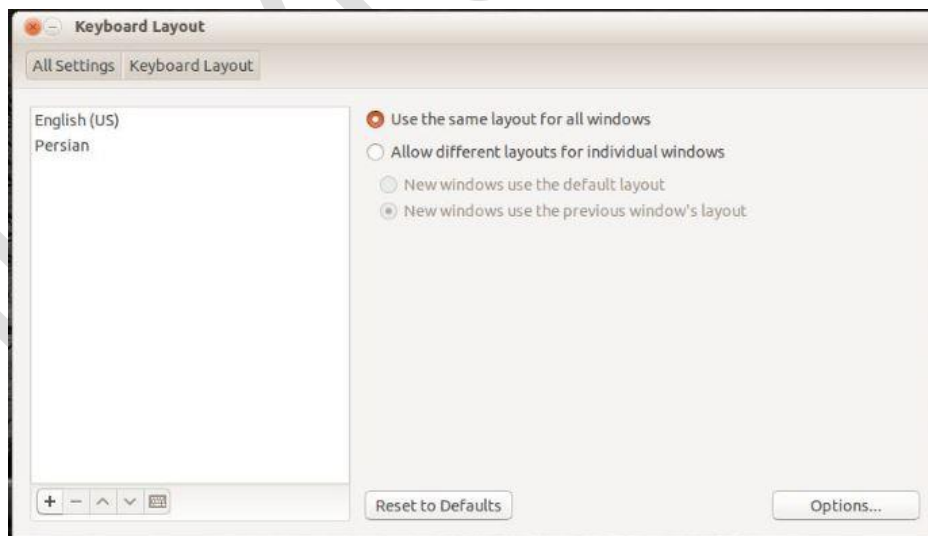 Keyboard Layout
All Settings Keyboard Layout
English (US)
Persian
Use the same layout for all windows
Allow different layouts for individual windows
New windows use the default layout
New windows use the previous window's layout
Reset to Defaults
Options...